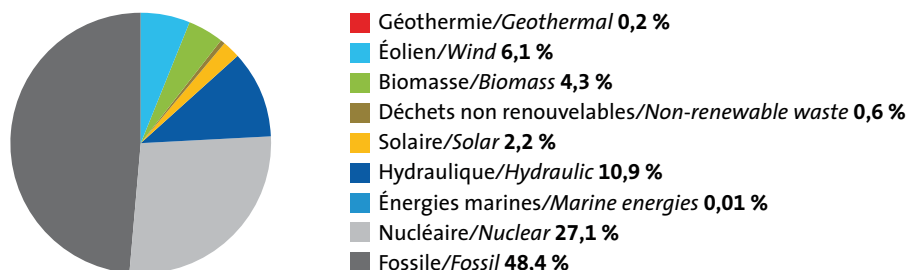 Géothermie/Geothermal 0,2 %
Éolien/Wind 6,1 %
Biomasse/Biomass 4,3 %
Déchets non renouvelables/Non-renewable waste 0,6 %
Solaire/Solar 2,2 %
Hydraulique/Hydraulic 10,9 %
Énergies marines/Marine energies 0,01 %
Nucléaire/Nuclear 27,1 %
Fossile/Fossil 48,4 %